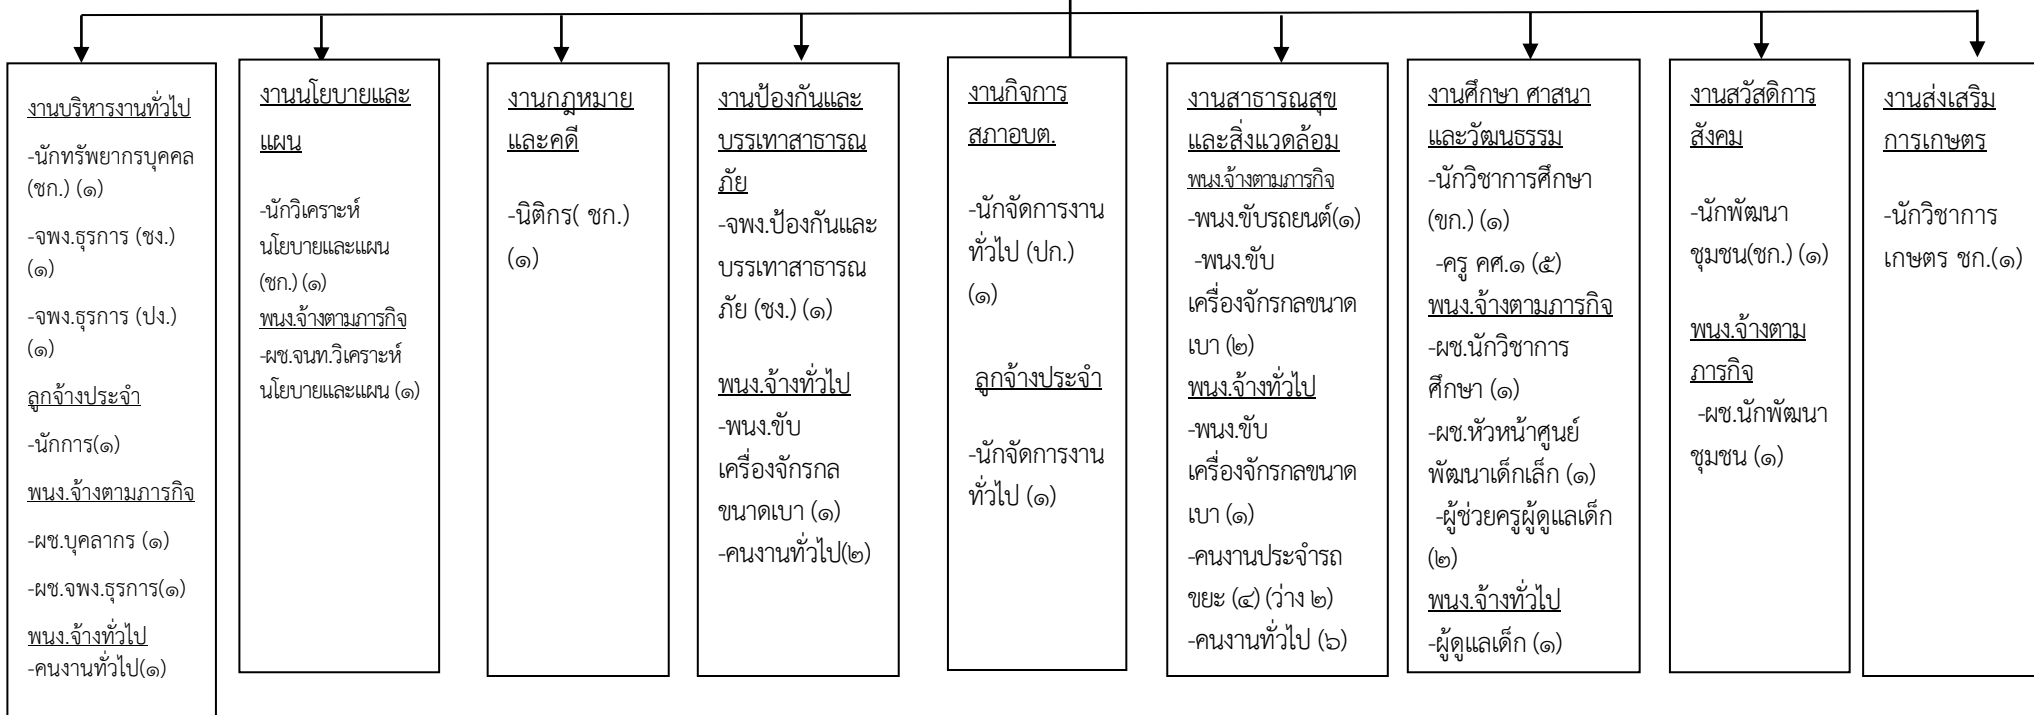 งานบริหารงานทั่วไป
-นักทรัพยากรบุคคล
(ชก.) (๑)
-จพง.ธุรการ (ชง.)
(๑)
-จพง.ธุรการ (ปง.)
(๑)
ลูกจ้างประจำ
-นักการ(๑)
พนง.จ้างตามภารกิจ
-ผช.บุคลากร (๑)
-ผช.จพง.ธุรการ(๑)
พนง.จ้างทั่วไป
-คนงานทั่วไป(๑)
งานนโยบายและ
แผน
-นักวิเคราะห์
นโยบายและแผน
(ชก.) (๑)
พนง.จ้างตามภารกิจ
-ผช.จนท.วิเคราะห์
นโยบายและแผน (๑)
งานกฎหมาย
และคดี
-นิติกร( ชก.)
(๑)
งานป้องกันและ
บรรเทาสาธารณ
ภัย
-จพง.ป้องกันและ
บรรเทาสาธารณ
ภัย (ชง.) (๑)
พนง.จ้างทั่วไป
-พนง.ขับ
เครื่องจักรกล
ขนาดเบา (๑)
-คนงานทั่วไป(๒)
งานกิจการ
สภาอบต.
-นักจัดการงาน
ทั่วไป (ปก.)
(๑)
ลูกจ้างประจำ
-นักจัดการงาน
ทั่วไป (๑)
งานสาธารณสุข
และสิ่งแวดล้อม
พนง.จ้างตามภารกิจ
-พนง.ขับรถยนต์(๑)
-พนง.ขับ
เครื่องจักรกลขนาด
เบา (๒)
พนง.จ้างทั่วไป
-พนง.ขับ
เครื่องจักรกลขนาด
เบา (๑)
-คนงานประจำรถ
ขยะ (๔) (ว่าง ๒)
-คนงานทั่วไป (๖)
งานศึกษา ศาสนา
และวัฒนธรรม
-นักวิชาการศึกษา
(ขก.) (๑)
-ครู คศ.๑ (๕)
พนง.จ้างตามภารกิจ
-ผช.นักวิชาการ
ศึกษา (๑)
-ผช.หัวหน้าศูนย์
พัฒนาเด็กเล็ก (๑)
-ผู้ช่วยครูผู้ดูแลเด็ก
(๒)
พนง.จ้างทั่วไป
-ผู้ดูแลเด็ก (๑)
งานสวัสดิการ
สังคม
-นักพัฒนา
ชุมชน(ชก.) (๑)
พนง.จ้างตาม
ภารกิจ
-ผช.นักพัฒนา
ชุมชน (๑)
งานส่งเสริม
การเกษตร
-นักวิชาการ
เกษตร ชก.(๑)